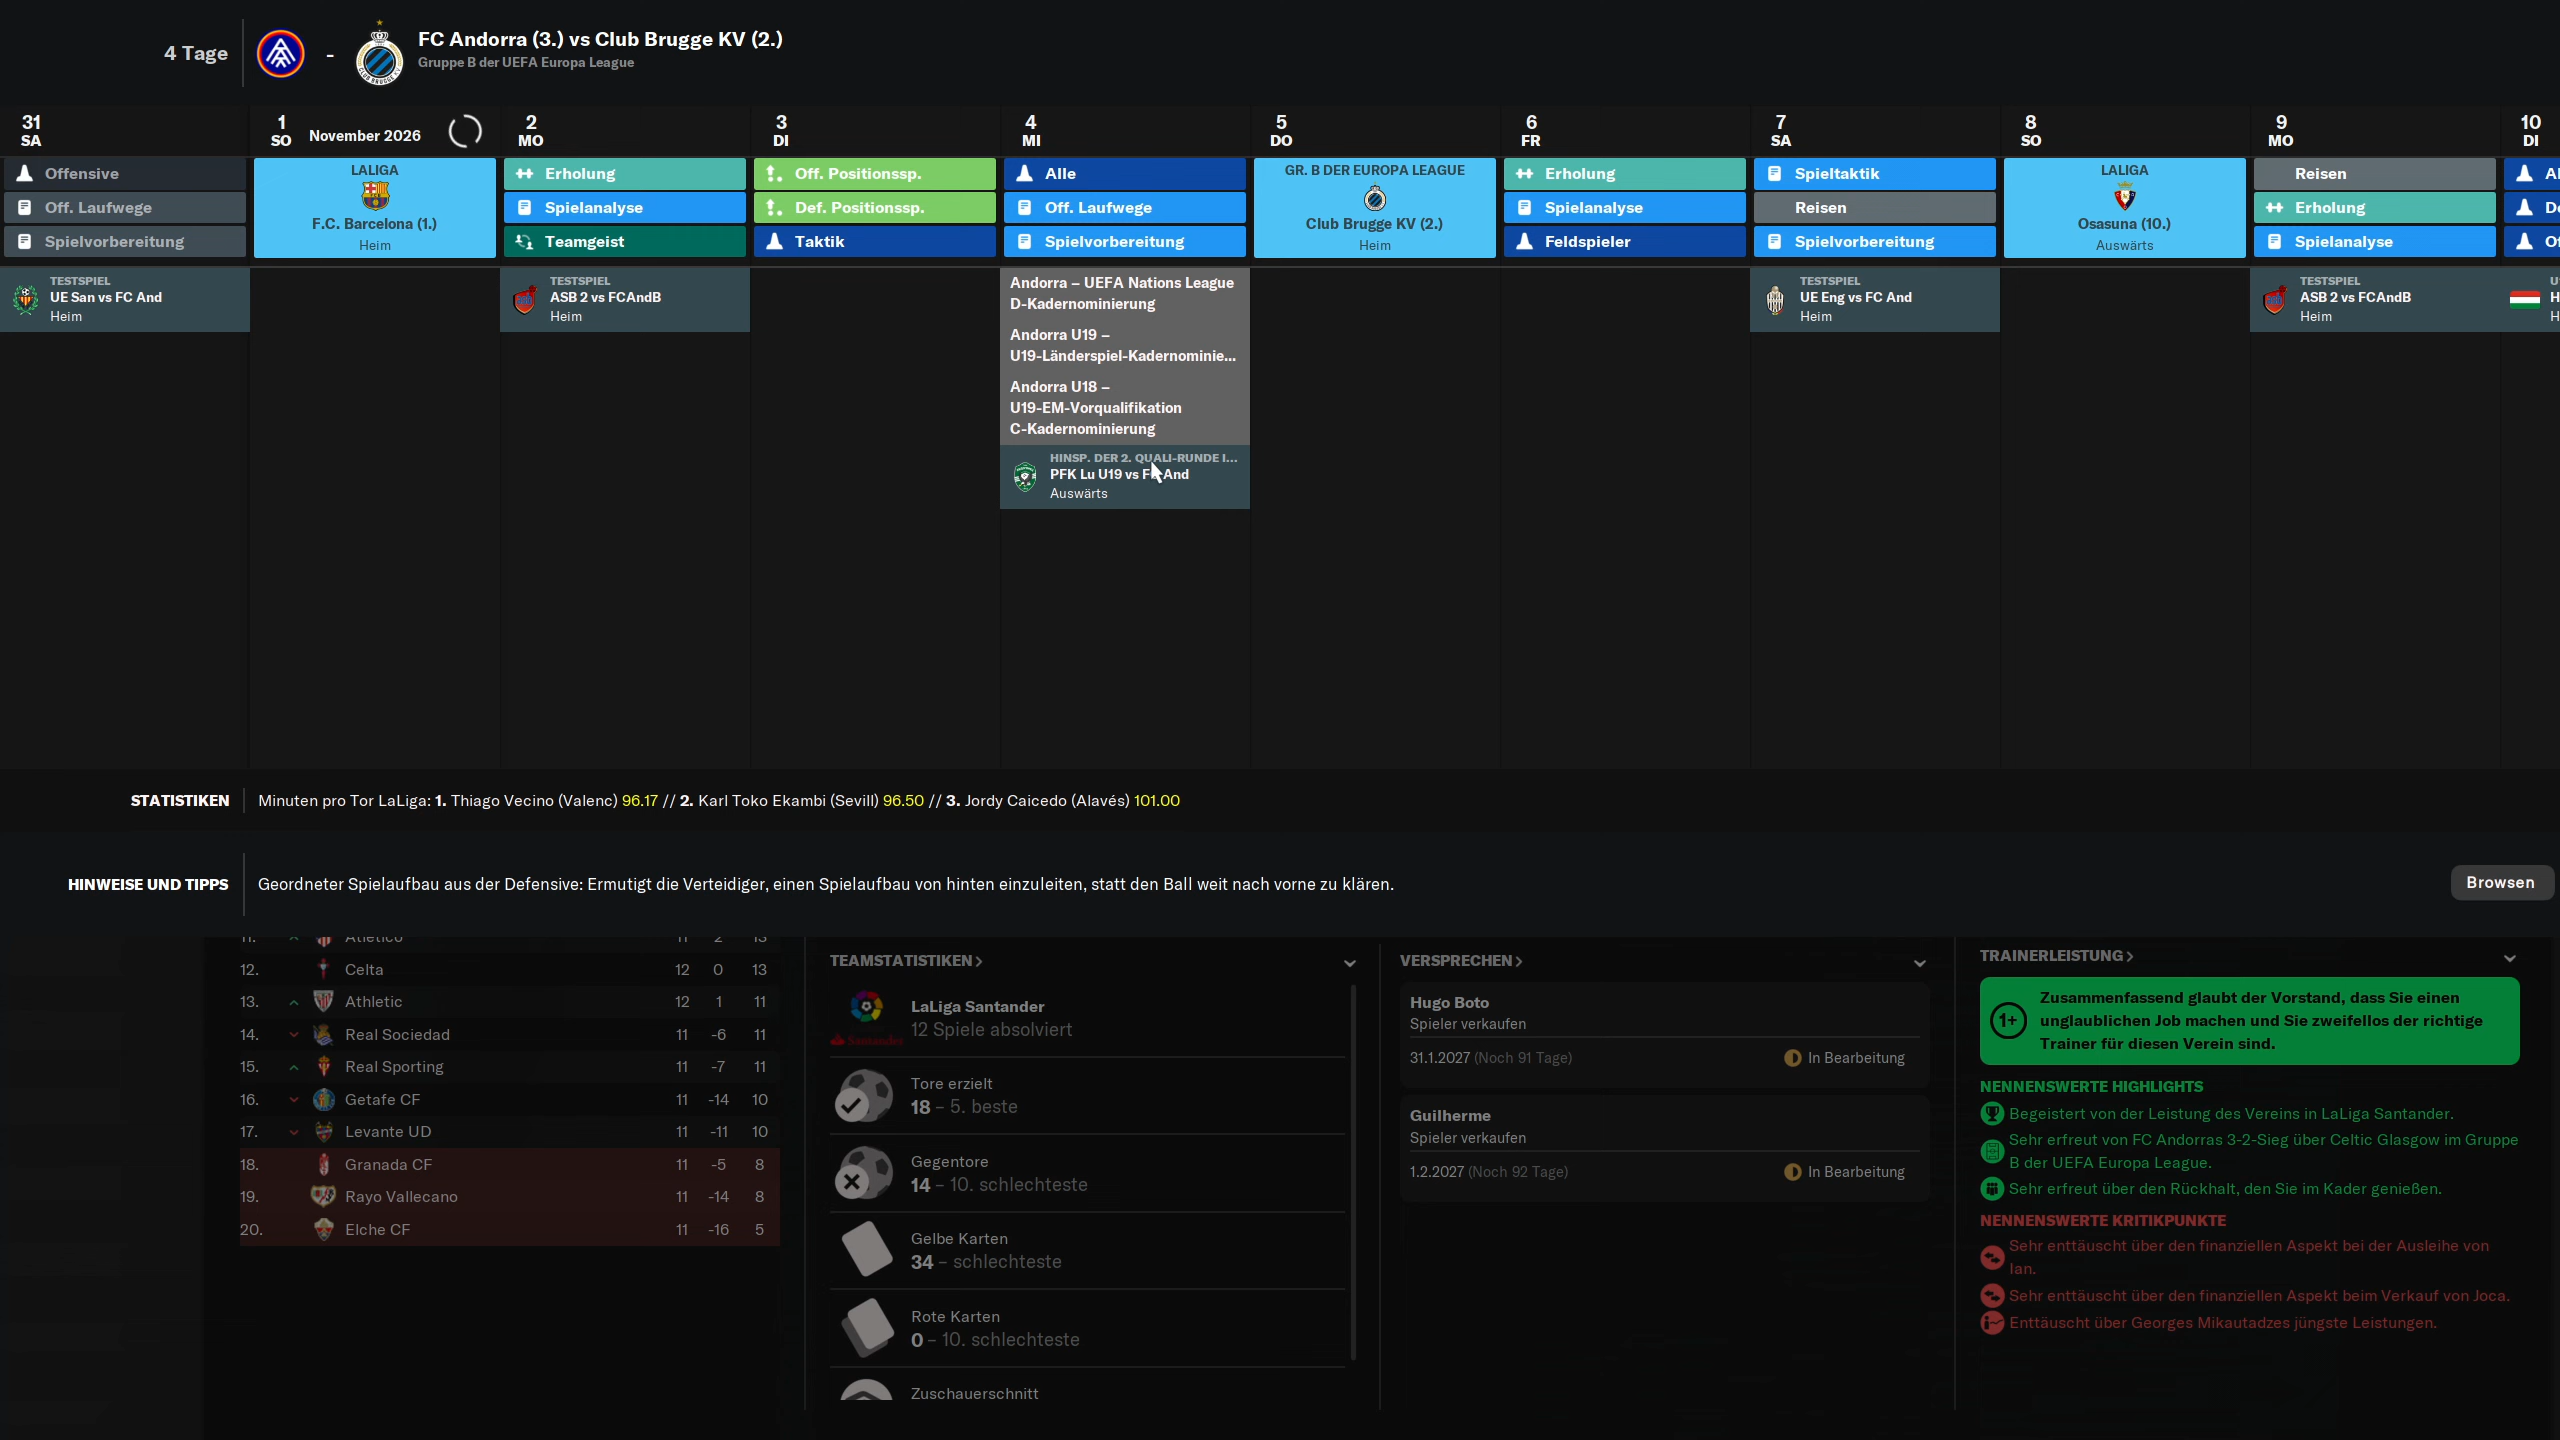 4 Tage
-
FC Andorra (3.) vs Club Brugge KV (2.)
Gruppe B der UEFA Europa League
31
SA
1
SO
November 2026
2
MO
3
DI
4
MI
5
DO
6
FR
7
SA
8
SO
9
MO
10
DI
Offensive
Off. Laufwege
Spielvorbereitung
LALIGA
F.C. Barcelona (1.)
Heim
Erholung
Spielanalyse
Teamgeist
Off. Positionssp.
Def. Positionssp.
Taktik
Alle
Off. Laufwege
Spielvorbereitung
GR. B DER EUROPA LEAGUE
Club Brugge KV (2.)
Heim
Erholung
Spielanalyse
Feldspieler
Spieltaktik
Reisen
Spielvorbereitung
LALIGA
Osasuna (10.)
Auswärts
Reisen
Erholung
Spielanalyse
TESTSPIEL
UE San vs FC And
Heim
TESTSPIEL
ASB 2 vs FCAndB
Heim
Andorra – UEFA Nations League
D-Kadernominierung
Andorra U19 –
U19-Länderspiel-Kadernominie...
Andorra U18 –
U19-EM-Vorqualifikation
C-Kadernominierung
HINSP. DER 2. QUALI-RUNDE I...
PFK Lu U19 vs FC And
Auswärts
TESTSPIEL
UE Eng vs FC And
Heim
TESTSPIEL
ASB 2 vs FCAndB
Heim
STATISTIKEN
Minuten pro Tor LaLiga: 1. Thiago Vecino (Valenc) 96.17 // 2. Karl Toko Ekambi (Sevill) 96.50 // 3. Jordy Caicedo (Alavés) 101.00
HINWEISE UND TIPPS
Geordneter Spielaufbau aus der Defensive: Ermutigt die Verteidiger, einen Spielaufbau von hinten einzuleiten, statt den Ball weit nach vorne zu klären.
Browsen
11. Atlético 11 2 13
12. Celta 12 0 13
13. Athletic 12 1 11
14. Real Sociedad 11 -6 11
15. Real Sporting 11 -7 11
16. Getafe CF 11 -14 10
17. Levante UD 11 -11 10
18. Granada CF 11 -5 8
19. Rayo Vallecano 11 -14 8
20. Elche CF 11 -16 5
TEAMSTATISTIKEN
LaLiga Santander
12 Spiele absolviert
Santander
Tore erzielt
18 – 5. beste
Gegentore
14 – 10. schlechteste
Gelbe Karten
34 – schlechteste
Rote Karten
0 – 10. schlechteste
Zuschauerschnitt
VERSPRECHEN
Hugo Boto
Spieler verkaufen
31.1.2027 (Noch 91 Tage)
In Bearbeitung
Guilherme
Spieler verkaufen
1.2.2027 (Noch 92 Tage)
In Bearbeitung
TRAINERLEISTUNG
1+
Zusammenfassend glaubt der Vorstand, dass Sie einen
unglaublichen Job machen und Sie zweifellos der richtige
Trainer für diesen Verein sind.
NENNENSWERTE HIGHLIGHTS
Begeistert von der Leistung des Vereins in LaLiga Santander.
Sehr erfreut von FC Andorras 3-2-Sieg über Celtic Glasgow im Gruppe
B der UEFA Europa League.
Sehr erfreut über den Rückhalt, den Sie im Kader genießen.
NENNENSWERTE KRITIKPUNKTE
Sehr enttäuscht über den finanziellen Aspekt bei der Ausleihe von
Ian.
Sehr enttäuscht über den finanziellen Aspekt beim Verkauf von Joca.
Enttäuscht über Georges Mikautadzes jüngste Leistungen.